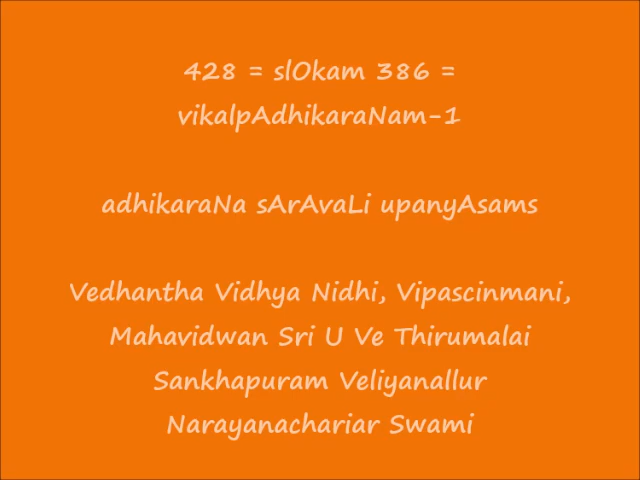 428 = slOkam 386 =
vikalpAdhikaraNam-1
adhikaraNa sArAvaLi upanyAsams
Vedhantha Vidhya Nidhi, Vipascinmani,
Mahavidwan Sri U Ve Thirumalai
Sankhapuram Veliyanallur
Narayanachariar Swami